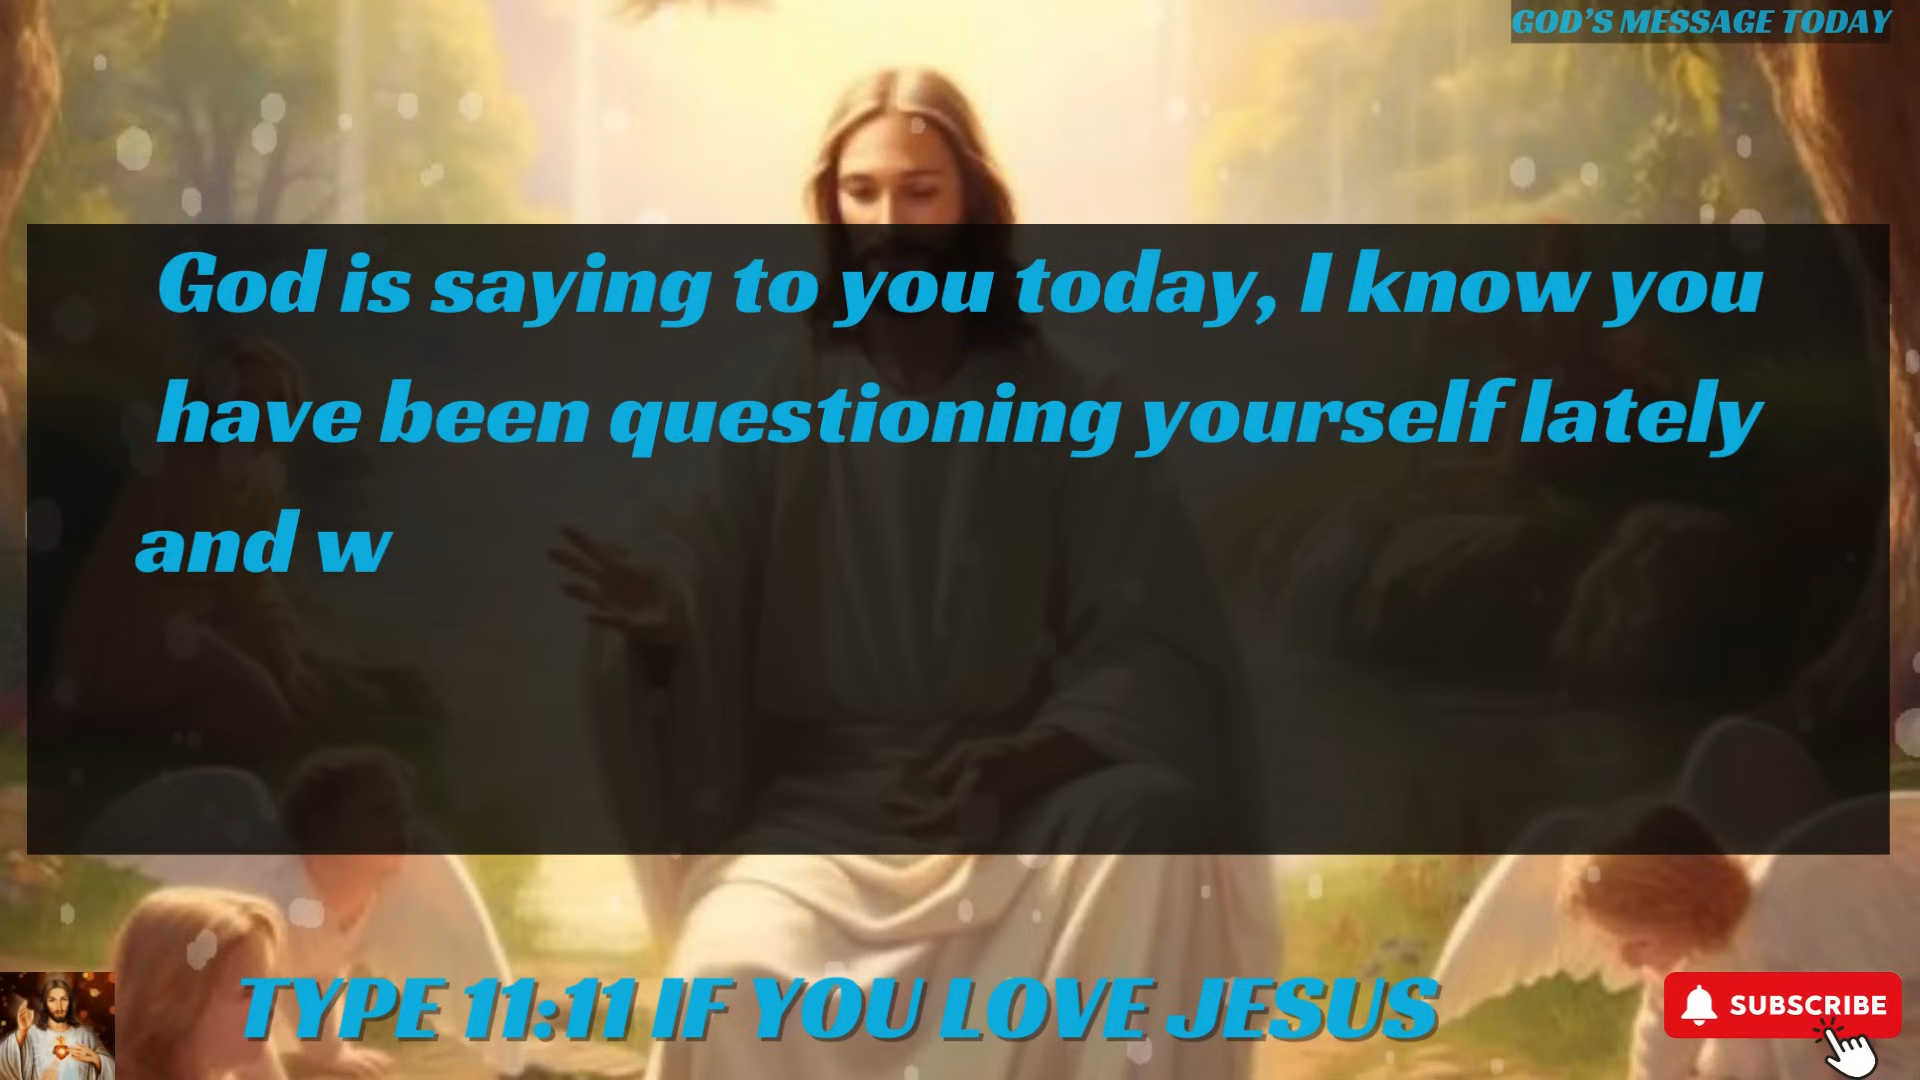 GOD'S MESSAGE TODAY
God is saying to you today, I know you
have been questioning yourself lately
and w
TYPE 11:11 IF YOU LOVE JESUS
SUBSCRIBE